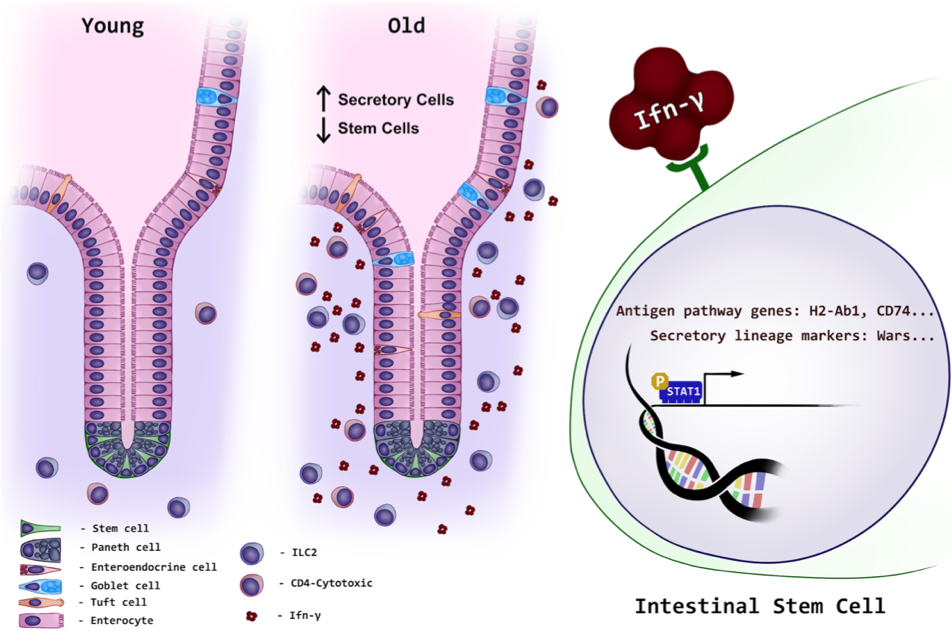 Young
Old
↑ Secretory Cells
↓ Stem Cells
Ifn-γ
Antigen pathway genes: H2-Ab1, CD74...
Secretory lineage markers: Wars...
P
STAT1
- Stem cell
- Paneth cell
- Enteroendocrine cell
- Goblet cell
- Tuft cell
- Enterocyte
- ILC2
- CD4-Cytotoxic
- Ifn-γ
Intestinal Stem Cell